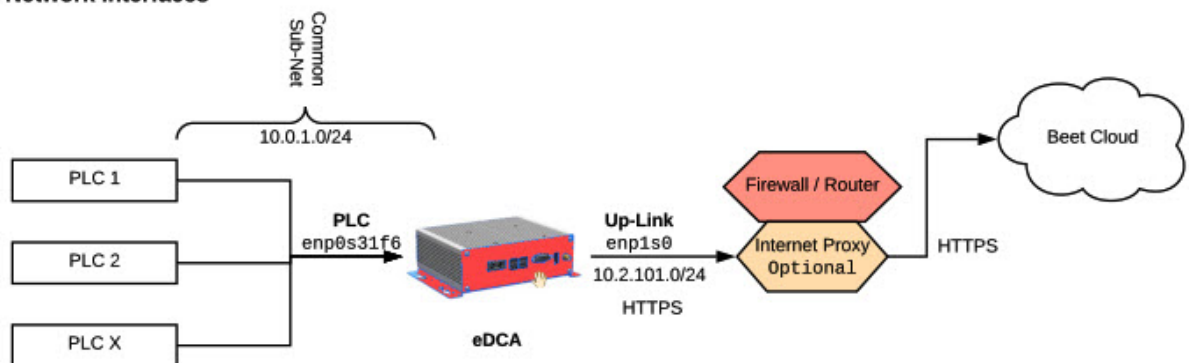 Network Interfaces
Common
Sub-Net
10.0.1.0/24
PLC 1
PLC 2
PLC X
PLC
enp0s31f6
eDCA
Up-Link
enp1s0
10.2.101.0/24
HTTPS
Firewall / Router
Internet Proxy
Optional
HTTPS
Beet Cloud